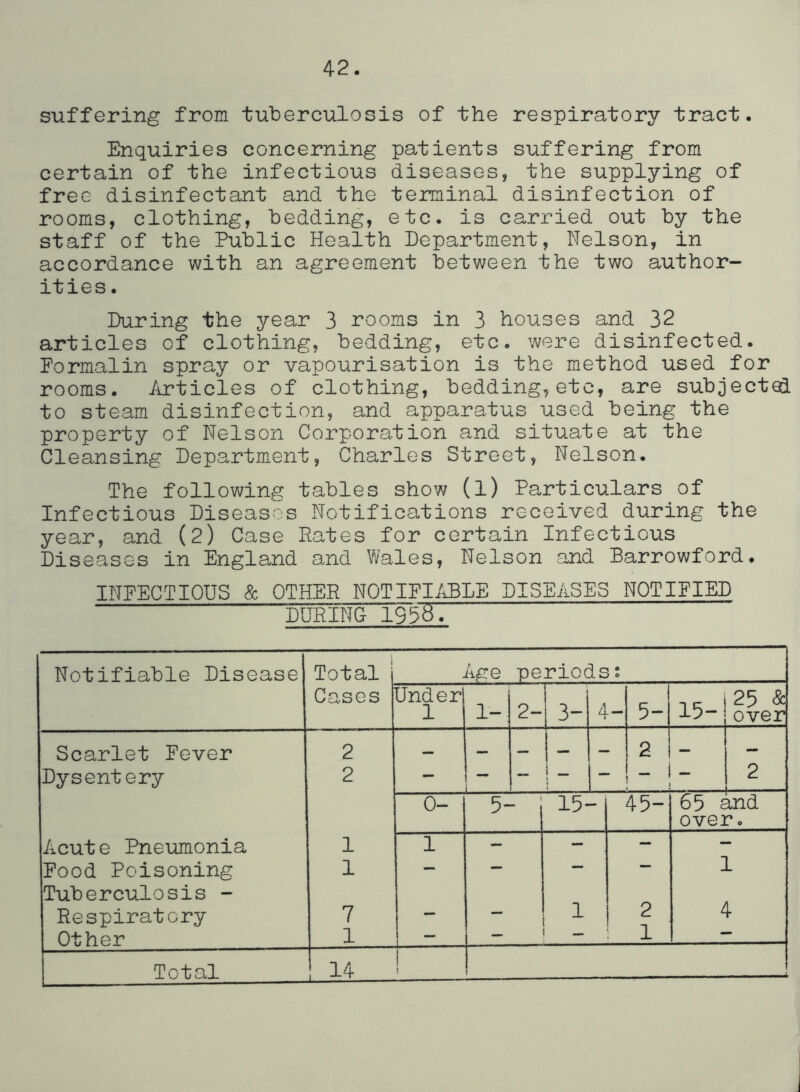 42.
suffering from tuberculosis of the respiratory tract.
Enquiries concerning patients suffering from
certain of the infectious diseases, the supplying of
free disinfectant and the terminal disinfection of
rooms, clothing, bedding, etc. is carried out by the
staff of the Public Health Department, Nelson, in
accordance with an agreement between the two author-
ities.
During the year 3 rooms in 3 houses and 32
articles of clothing, bedding, etc. were disinfected.
Formalin spray or vapourisation is the method used for
rooms. Articles of clothing, bedding,etc, are subjected
to steam disinfection, and apparatus used being the
property of Nelson Corporation and situate at the
Cleansing Department, Charles Street, Nelson.
The following tables show (1) Particulars of
Infectious Diseases Notifications received during the
year, and (2) Case Rates for certain Infectious
Diseases in England and Wales, Nelson and Barrowford.
INFECTIOUS & OTHER NOTIFIABLE DISEASES NOTIFIED
DURING 1958.
Notifiable Disease Total Age periods:
Cases Under 1 1- 2- 3- 4- 5- 15- 25 & over
Scarlet Fever 2 - - - - - 2 - -
Dysentery 2 - - - - - - - 2
0- 5- 15- 45- 65 and over.
Acute Pneumonia 1 1 - - - -
Food Poisoning 1 - - - - 1
Tuberculosis -
Respiratory 7 - - 1 2 4
Other 1 - - - 1 -
Total 14